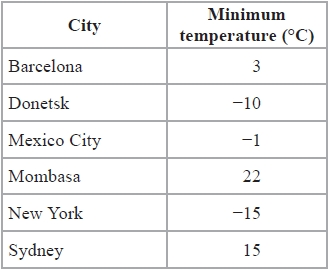 City Minimum temperature (°C)
Barcelona 3
Donetsk −10
Mexico City −1
Mombasa 22
New York −15
Sydney 15